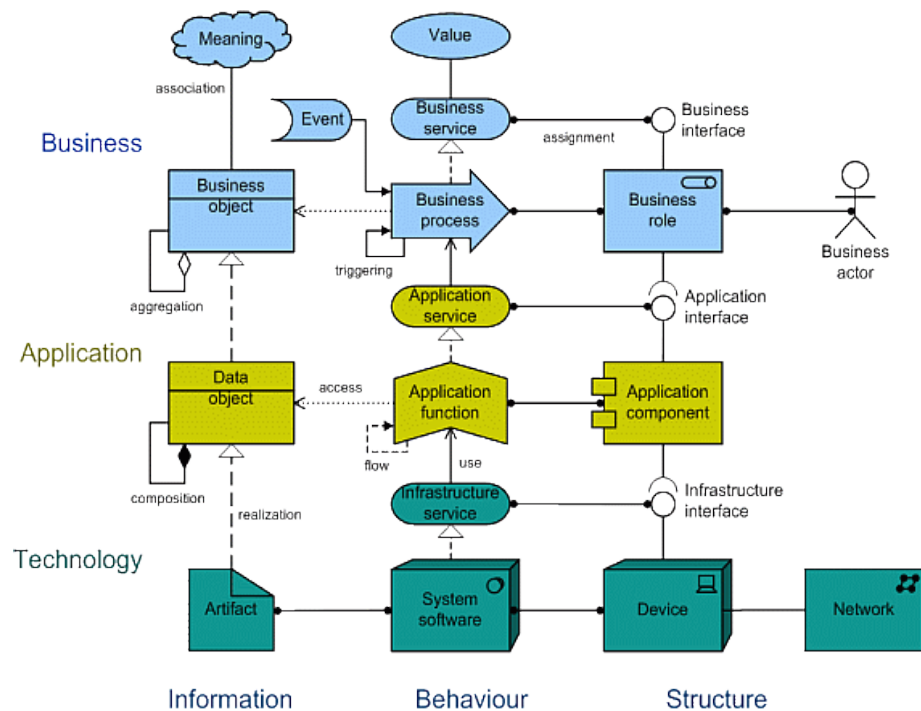 Meaning
Value
association
Event
Business
service
assignment
Business
interface
Business
Business
object
Business
process
Business
role
Business
actor
triggering
aggregation
Application
service
Application
interface
Application
Data
object
access
Application
function
Application
component
flow
use
composition
Infrastructure
service
Infrastructure
interface
realization
Technology
Artifact
System
software
Device
Network
Information
Behaviour
Structure